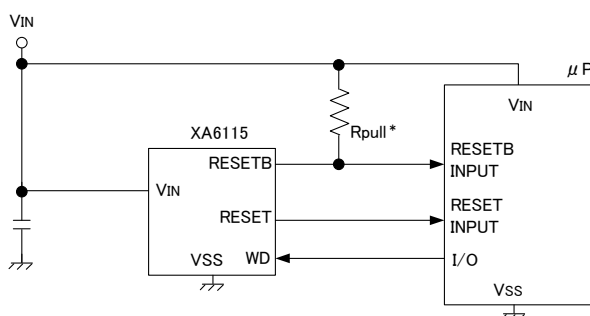 VIN
μP
VIN
XA6115
Rpull*
RESETB
RESETB
INPUT
VIN
RESET
RESET
INPUT
VSS
WD
I/O
VSS